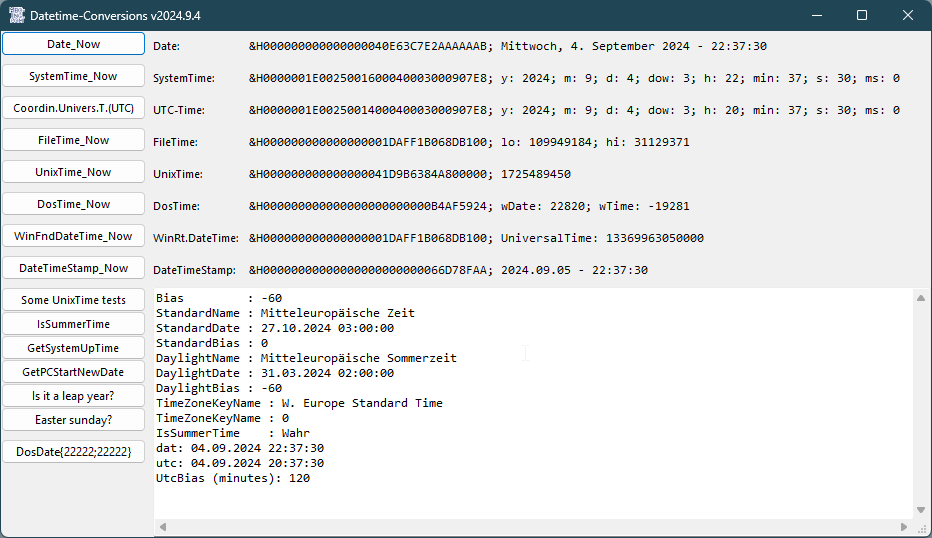 Datetime-Conversions v2024.9.4
Date_Now Date: &H000000000000000040E63C7E2AAAAAAB; Mittwoch, 4. September 2024 - 22:37:30
SystemTime_Now SystemTime: &H0000001E0025001600040003000907E8; y: 2024; m: 9; d: 4; dow: 3; h: 22; min: 37; s: 30; ms: 0
Coordin.Univers.T.(UTC) UTC-Time: &H0000001E0025001400040003000907E8; y: 2024; m: 9; d: 4; dow: 3; h: 20; min: 37; s: 30; ms: 0
FileTime_Now FileTime: &H000000000000000001DAFF1B068DB100; lo: 109949184; hi: 31129371
UnixTime_Now UnixTime: &H000000000000000041D9B6384A800000; 1725489450
DosTime_Now DosTime: &H000000000000000000000000B4AF5924; wDate: 22820; wTime: -19281
WinFndDateTime_Now WinRt.DateTime: &H000000000000000001DAFF1B068DB100; UniversalTime: 13369963050000
DateTimeStamp_Now DateTimeStamp: &H00000000000000000000000066D78FAA; 2024.09.05 - 22:37:30
Some UnixTime tests
IsSummerTime
GetSystemUpTime
GetPCStartNewDate
Is it a leap year?
Easter sunday?
DosDate{22222;22222}
Bias : -60
StandardName : Mitteleuropäische Zeit
StandardDate : 27.10.2024 03:00:00
StandardBias : 0
DaylightName : Mitteleuropäische Sommerzeit
DaylightDate : 31.03.2024 02:00:00
DaylightBias : -60
TimeZoneKeyName : W. Europe Standard Time
TimeZoneKeyName : 0
IsSummerTime : Wahr
dat: 04.09.2024 22:37:30
utc: 04.09.2024 20:37:30
UtcBias (minutes): 120